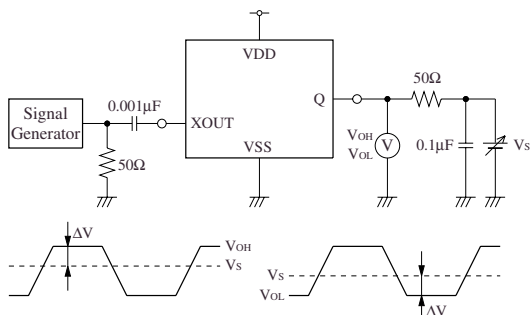 VDD
Signal
Generator
0.001μF
XOUT
50Ω
VSS
Q
50Ω
VOH
VOL
V
0.1μF
VS
ΔV
VOH
VS
VS
VOL
ΔV